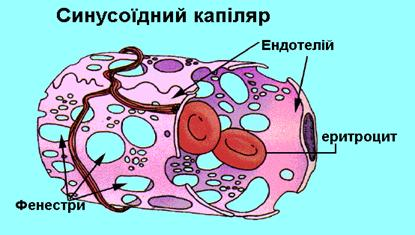 Синусоїдний капіляр
Ендотелій
еритроцит
Фенестри